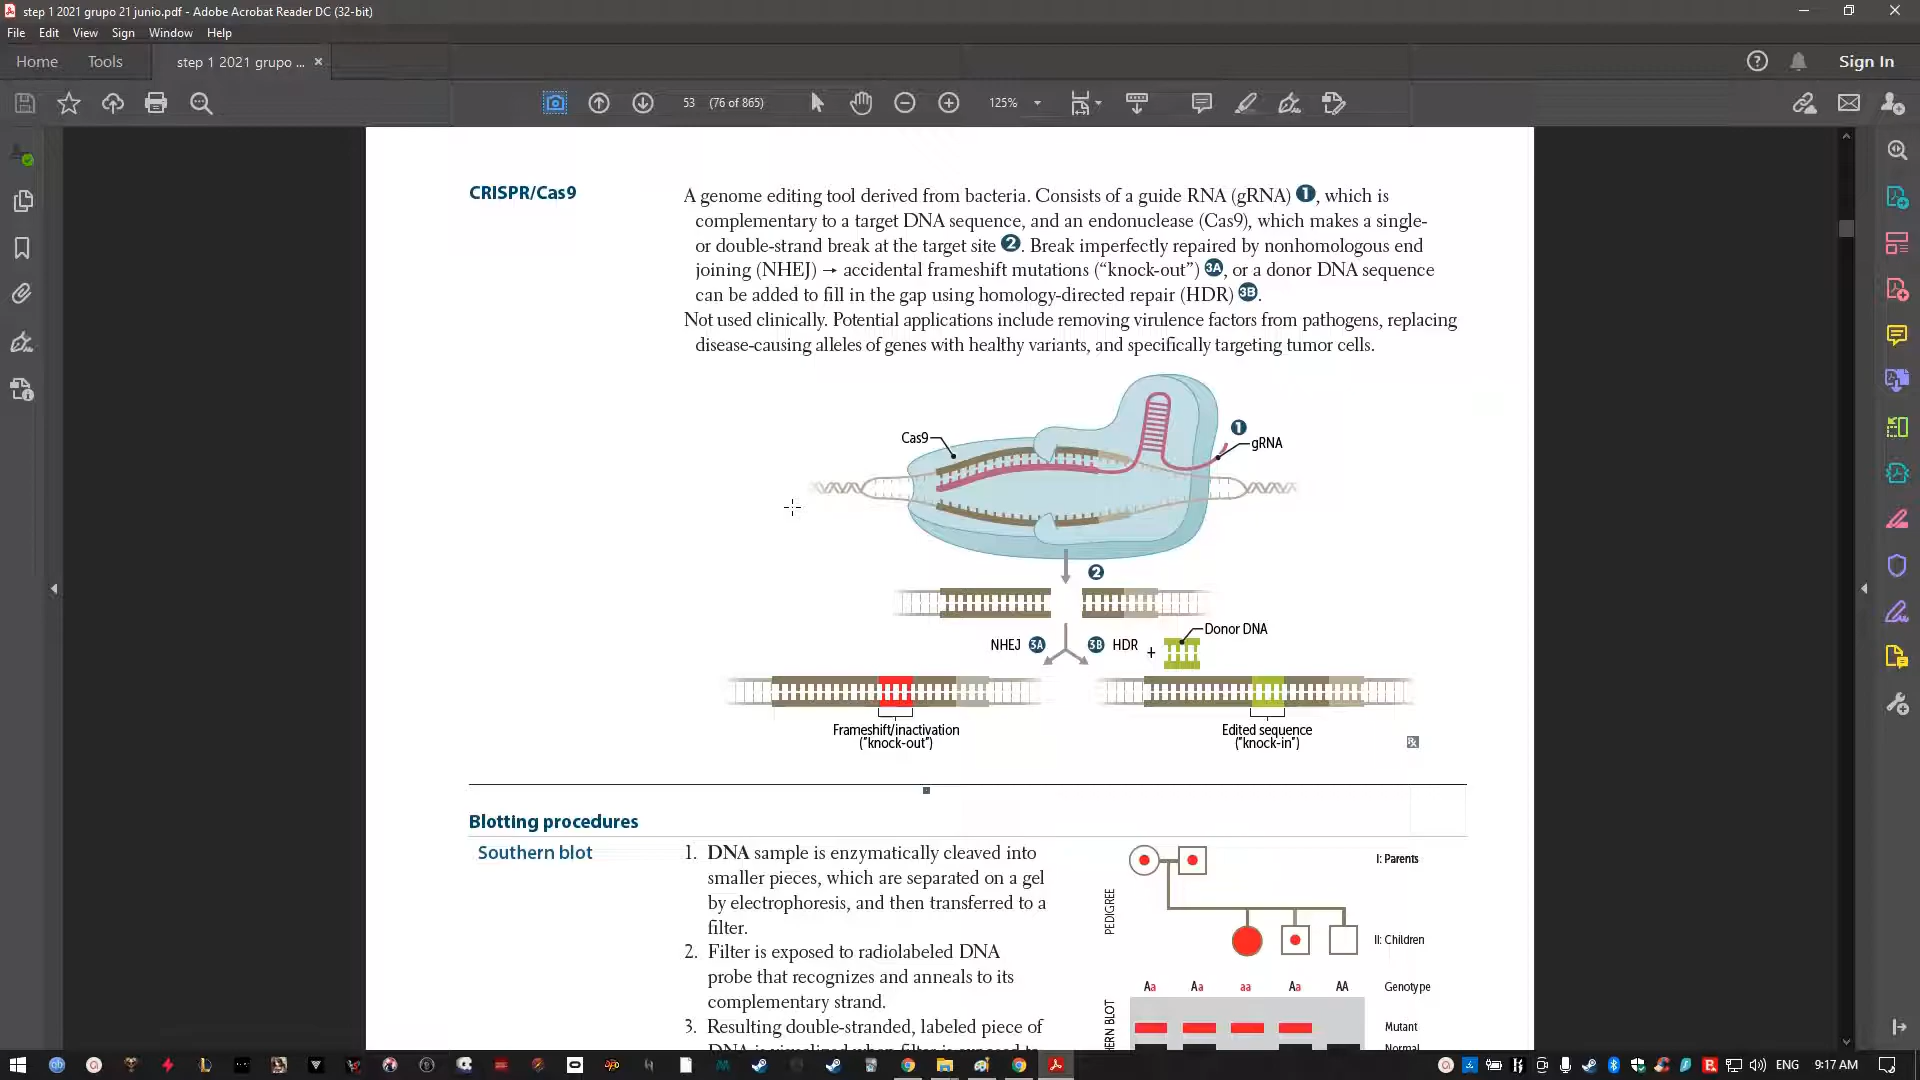 step 1 2021 grupo 21 junio.pdf - Adobe Acrobat Reader DC (32-bit)
File Edit View Sign Window Help
Home Tools step 1 2021 grupo ... × Sign In
53 (76 of 865) 125%
CRISPR/Cas9
A genome editing tool derived from bacteria. Consists of a guide RNA (gRNA) 1, which is
complementary to a target DNA sequence, and an endonuclease (Cas9), which makes a single-
or double-strand break at the target site 2. Break imperfectly repaired by nonhomologous end
joining (NHEJ) → accidental frameshift mutations (“knock-out”) 3A, or a donor DNA sequence
can be added to fill in the gap using homology-directed repair (HDR) 3B.
Not used clinically. Potential applications include removing virulence factors from pathogens, replacing
disease-causing alleles of genes with healthy variants, and specifically targeting tumor cells.
Cas9
1
gRNA
2
Donor DNA
NHEJ 3A 3B HDR +
Frameshift/inactivation
("knock-out")
Edited sequence
("knock-in")
Rx
Blotting procedures
Southern blot
1. DNA sample is enzymatically cleaved into
smaller pieces, which are separated on a gel
by electrophoresis, and then transferred to a
filter.
2. Filter is exposed to radiolabeled DNA
probe that recognizes and anneals to its
complementary strand.
3. Resulting double-stranded, labeled piece of
PEDIGREE
I: Parents
II: Children
Aa Aa aa Aa AA Genotype
Mutant
ENG 9:17 AM